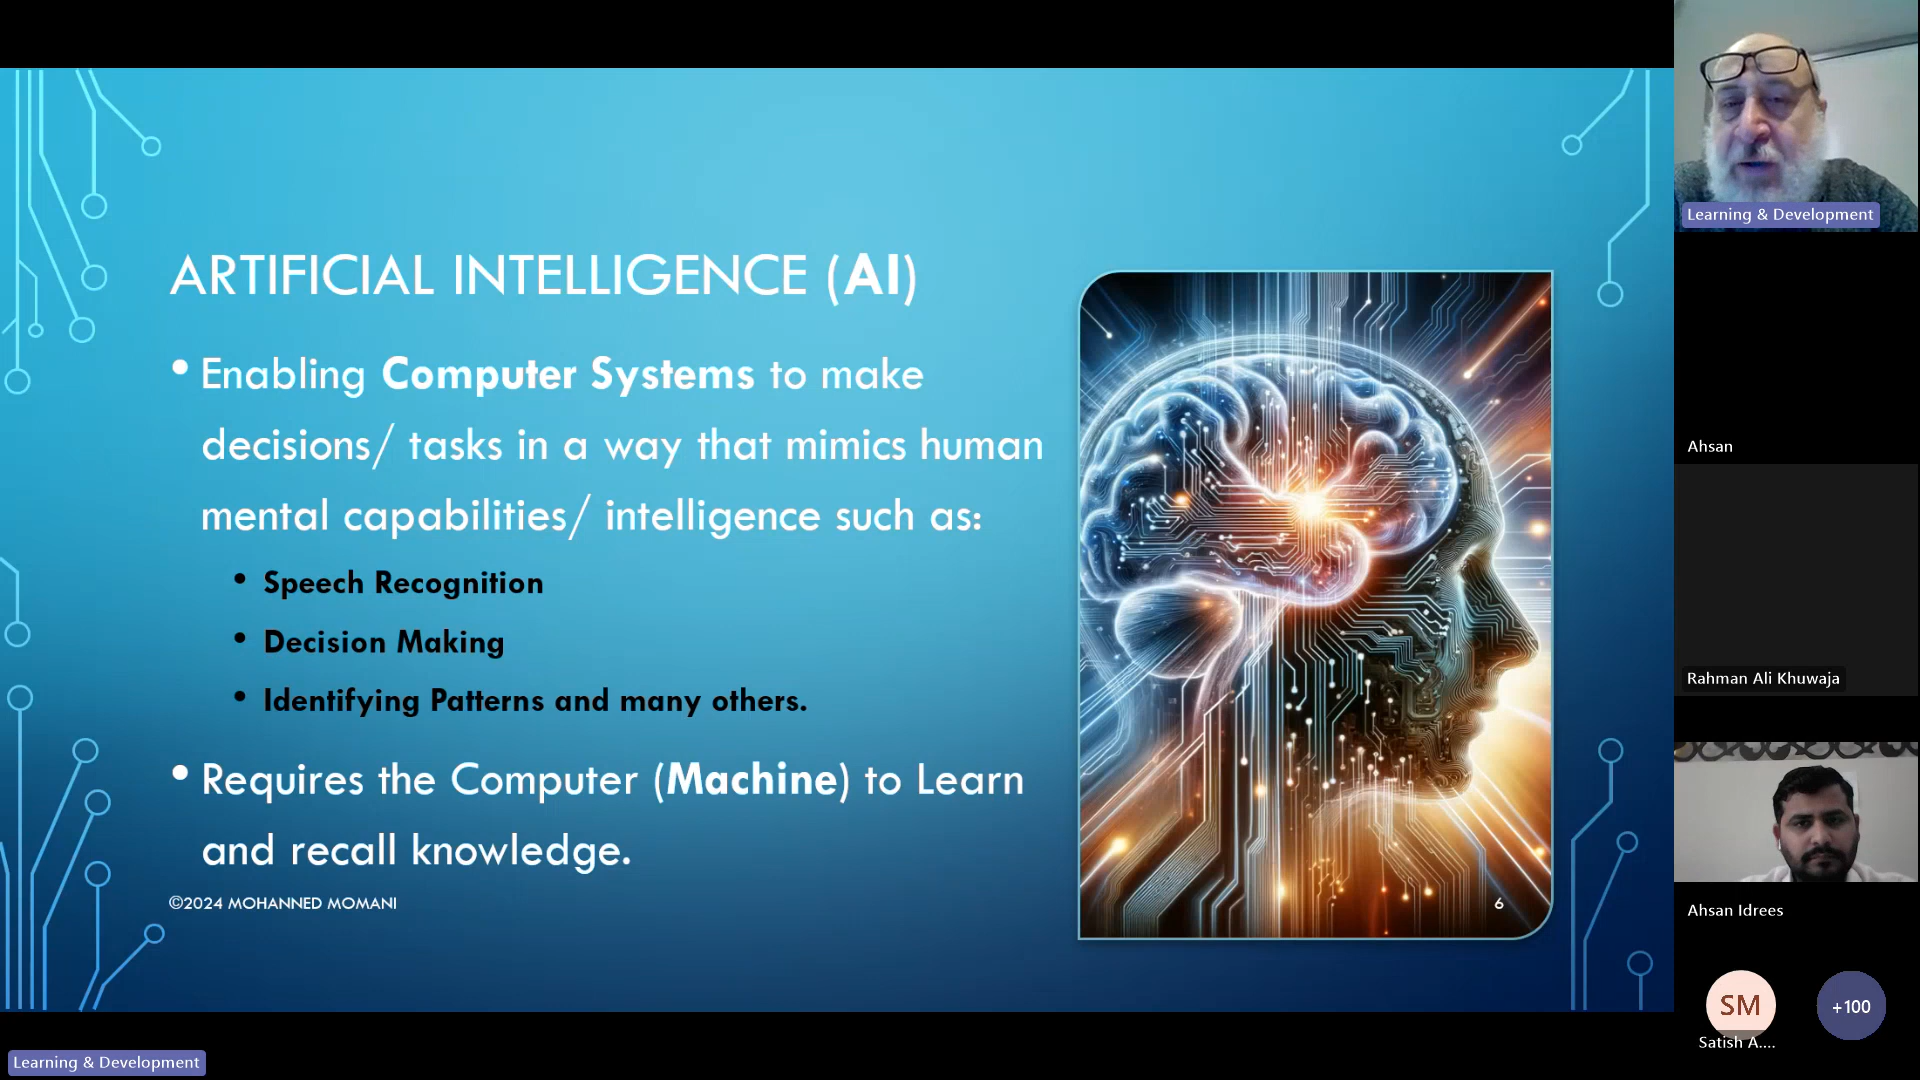 ARTIFICIAL INTELLIGENCE (AI)
• Enabling Computer Systems to make
decisions/ tasks in a way that mimics human
mental capabilities/ intelligence such as:
• Speech Recognition
• Decision Making
• Identifying Patterns and many others.
• Requires the Computer (Machine) to Learn
and recall knowledge.
©2024 MOHANNED MOMANI
6
Learning & Development
Learning & Development
Ahsan
Rahman Ali Khuwaja
Ahsan Idrees
SM
Satish A....
+100